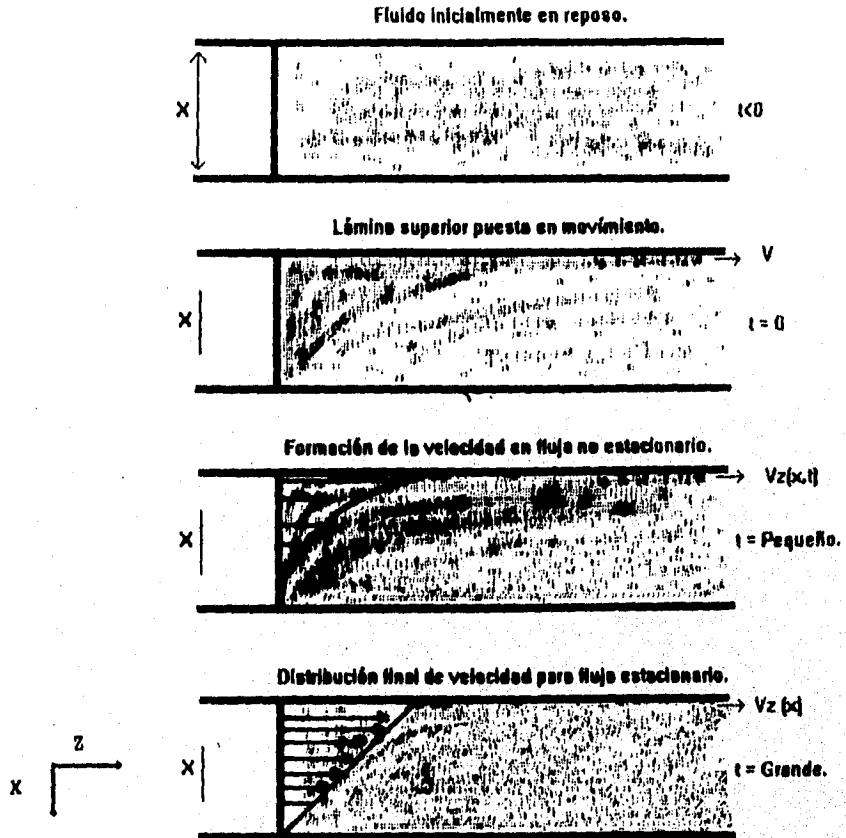 Fluido inicialmente en reposo.
X
t<0
Lámina superior puesta en movímiento.
V
X
t = 0
Formación de la velocidad en flujo no estacionario.
Vz(x,t)
X
t = Pequeño.
Distribución final de velocidad para flujo estacionario.
Vz (x)
Z
X
X
t = Grande.